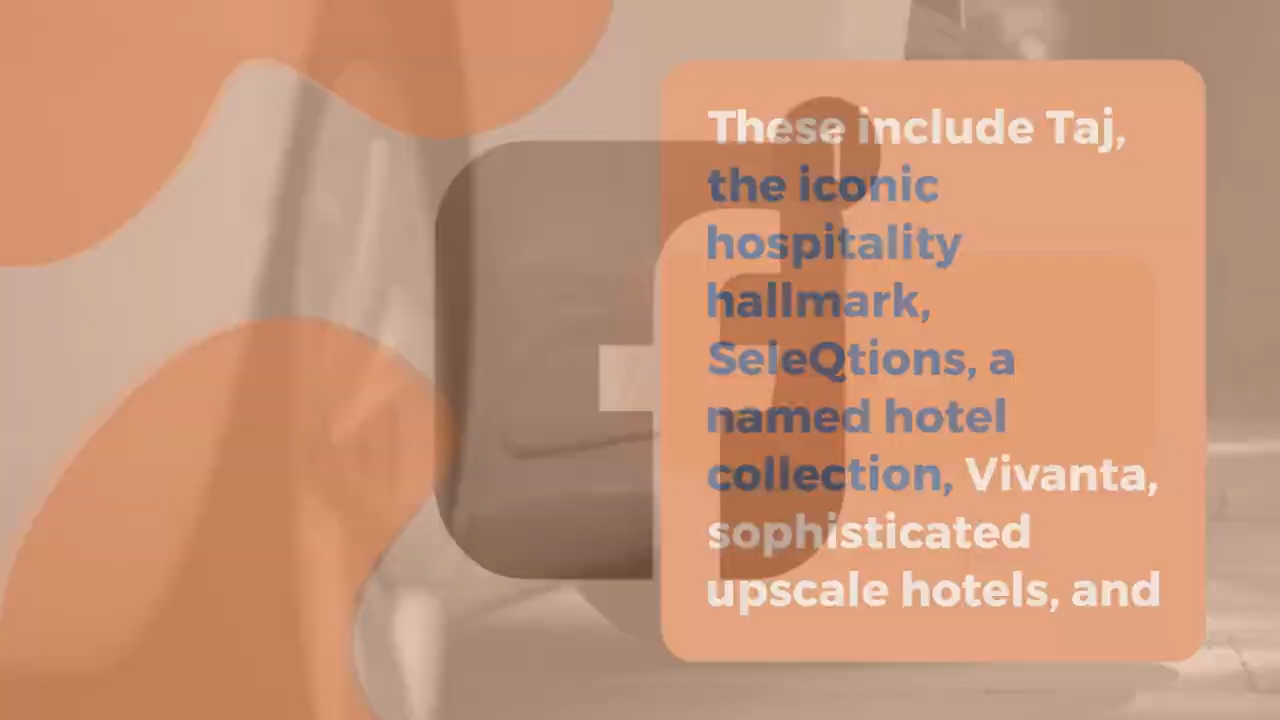 These include Taj,
the iconic
hospitality
hallmark,
SeleQtions, a
named hotel
collection, Vivanta,
sophisticated
upscale hotels, and